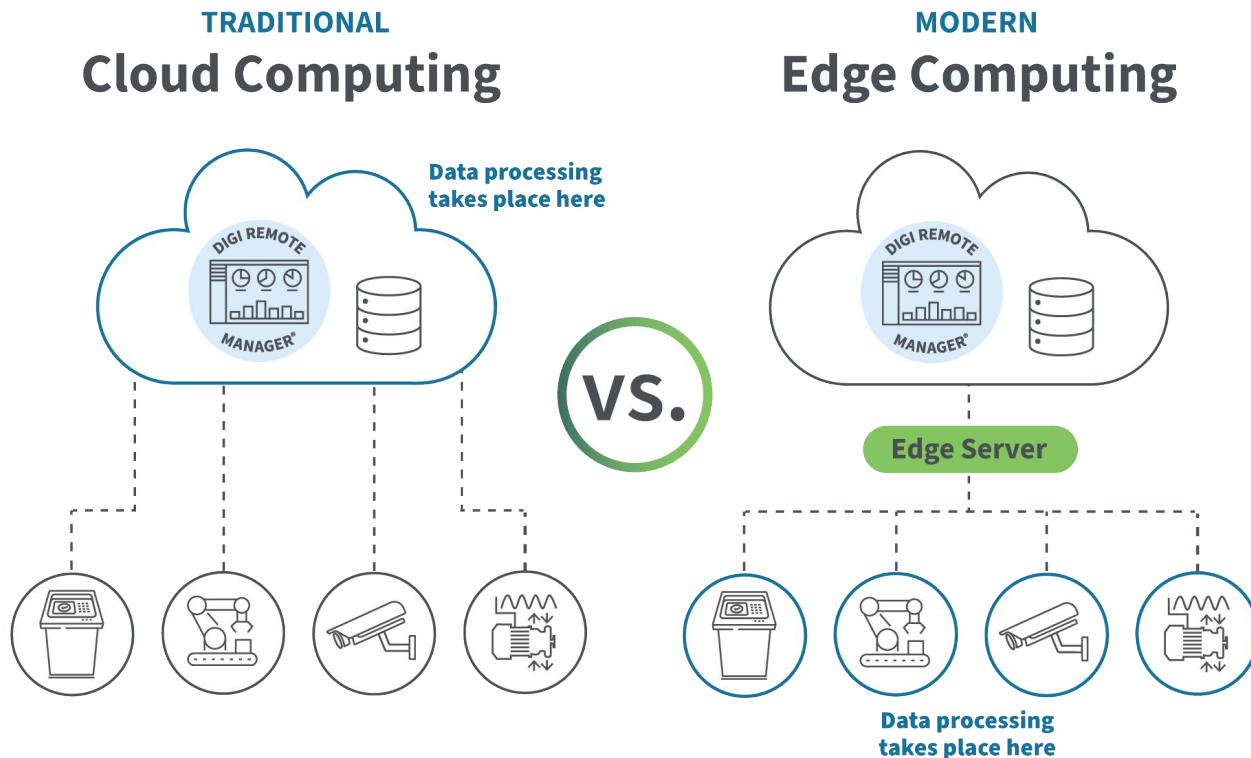 TRADITIONAL
Cloud Computing
Data processing
takes place here
DIGI REMOTE
MANAGER®
VS.
MODERN
Edge Computing
DIGI REMOTE
MANAGER®
Edge Server
Data processing
takes place here